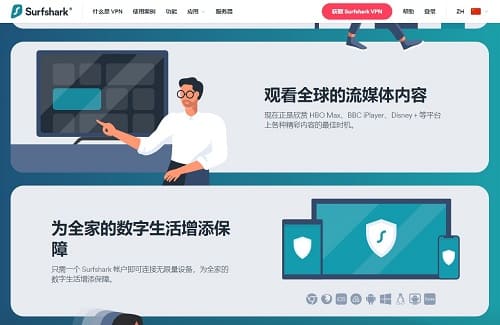 Surfshark®
什么是 VPN 使用案例 功能 应用 服务器
获取 Surfshark VPN 帮助 登录 ZH
观看全球的流媒体内容
现在正是欣赏 HBO Max、BBC iPlayer、Disney+ 等平台
上各种精彩内容的最佳时机。
为全家的数字生活增添保
障
只需一个 Surfshark 帐户即可连接无限量设备，为全家的
数字生活增添保障。
iOS